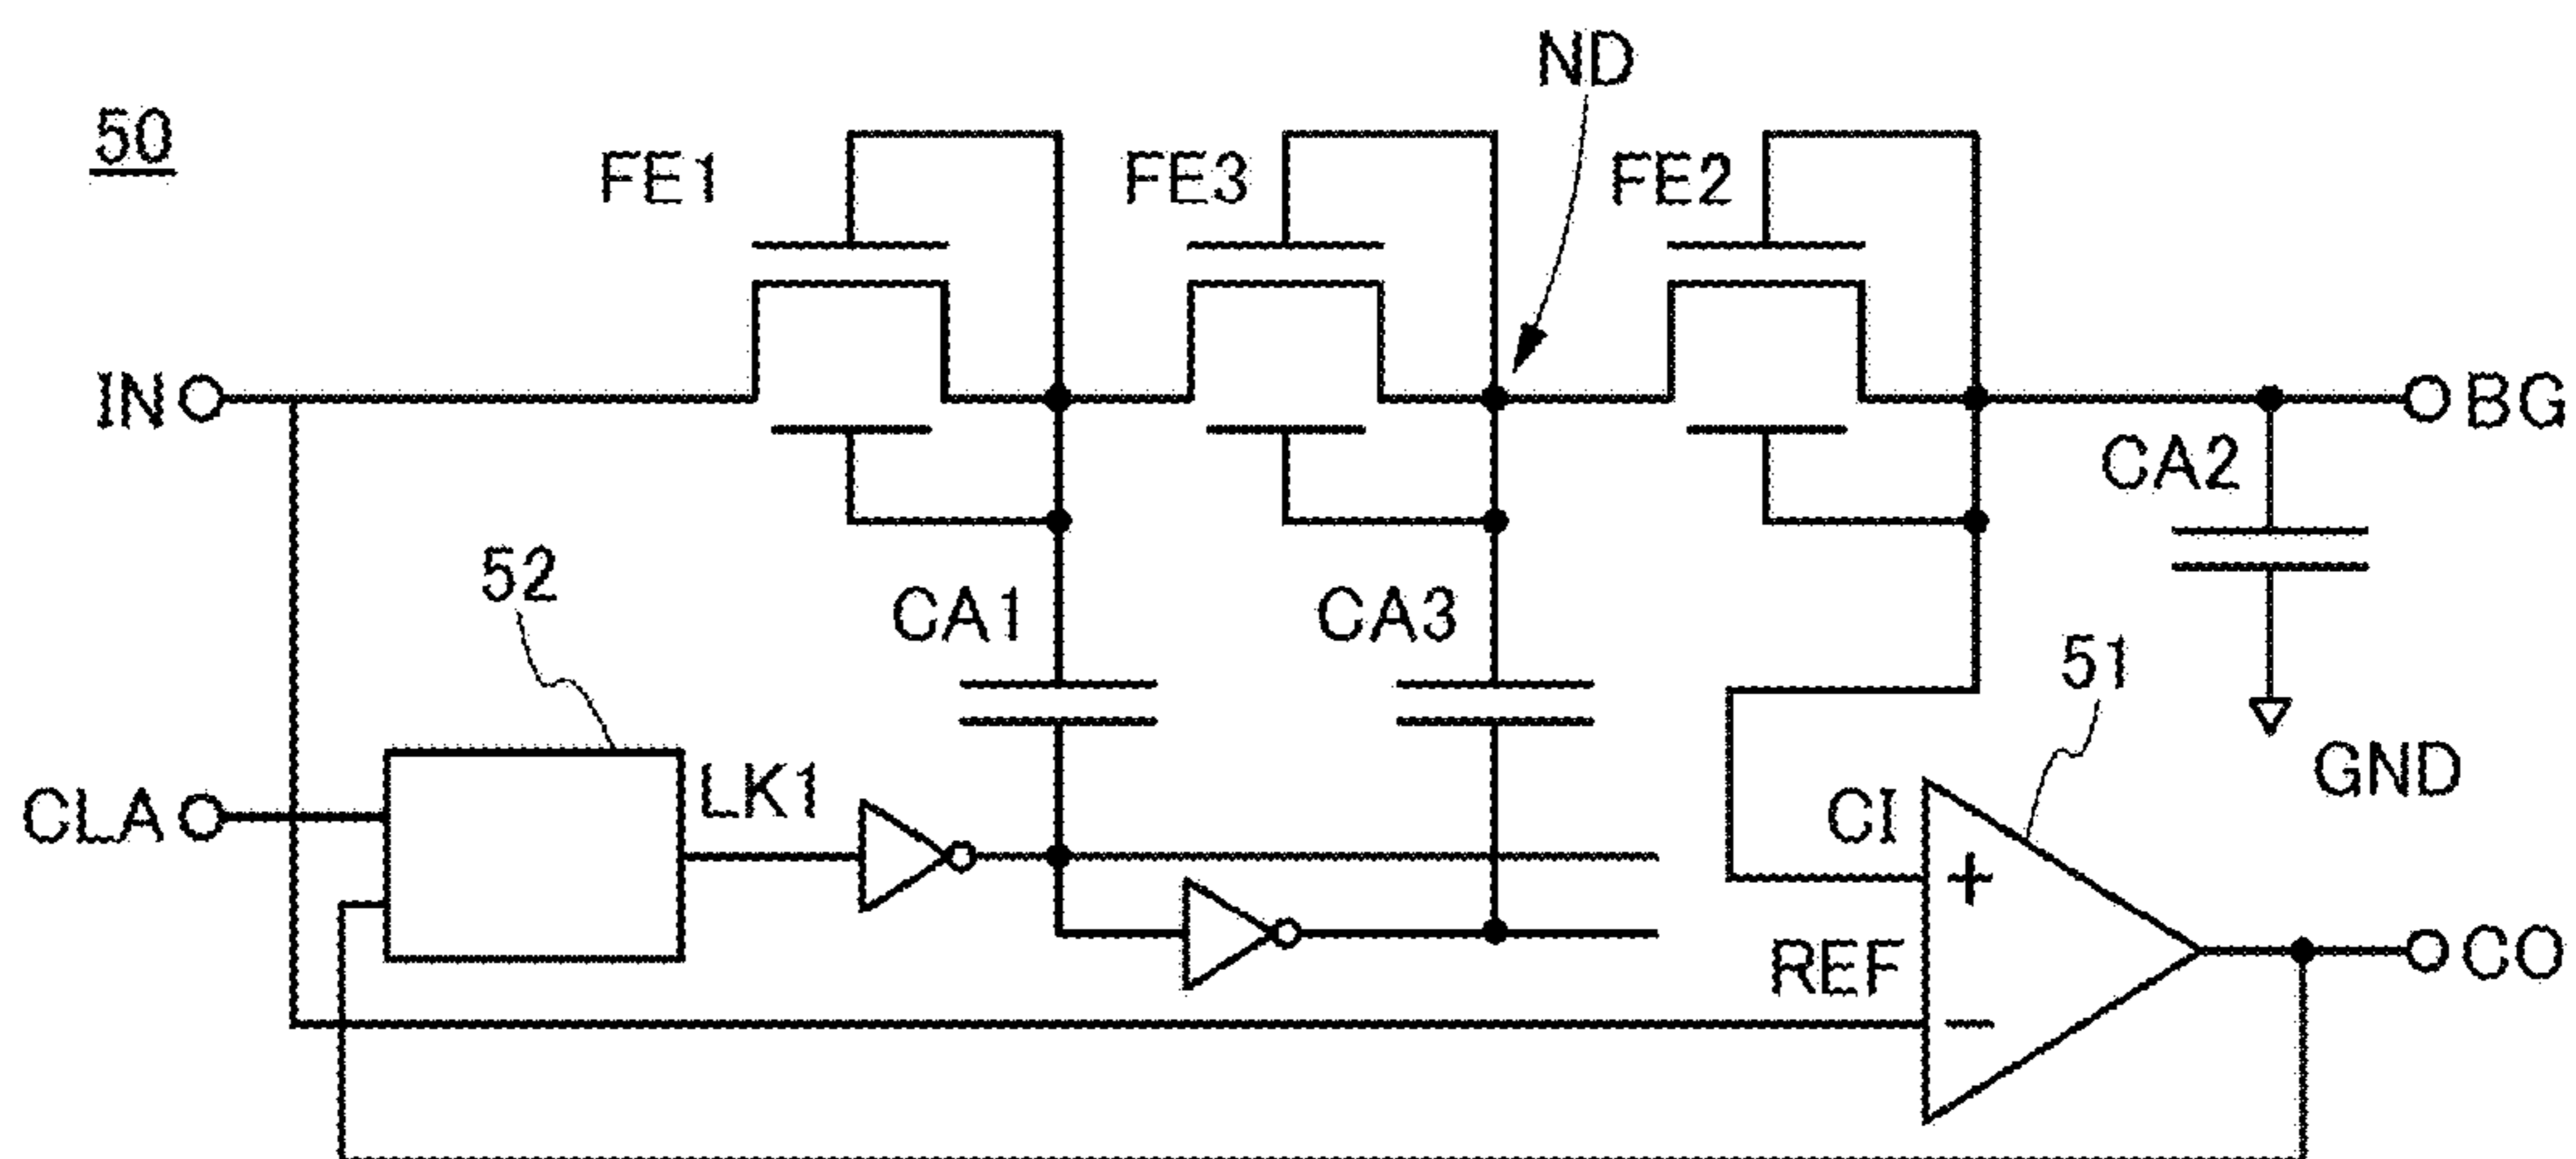 ND
50
FE1
FE3
FE2
IN
BG
CA2
52
CA1
CA3
51
GND
CLA
LK1
CI
+
REF
CO
−